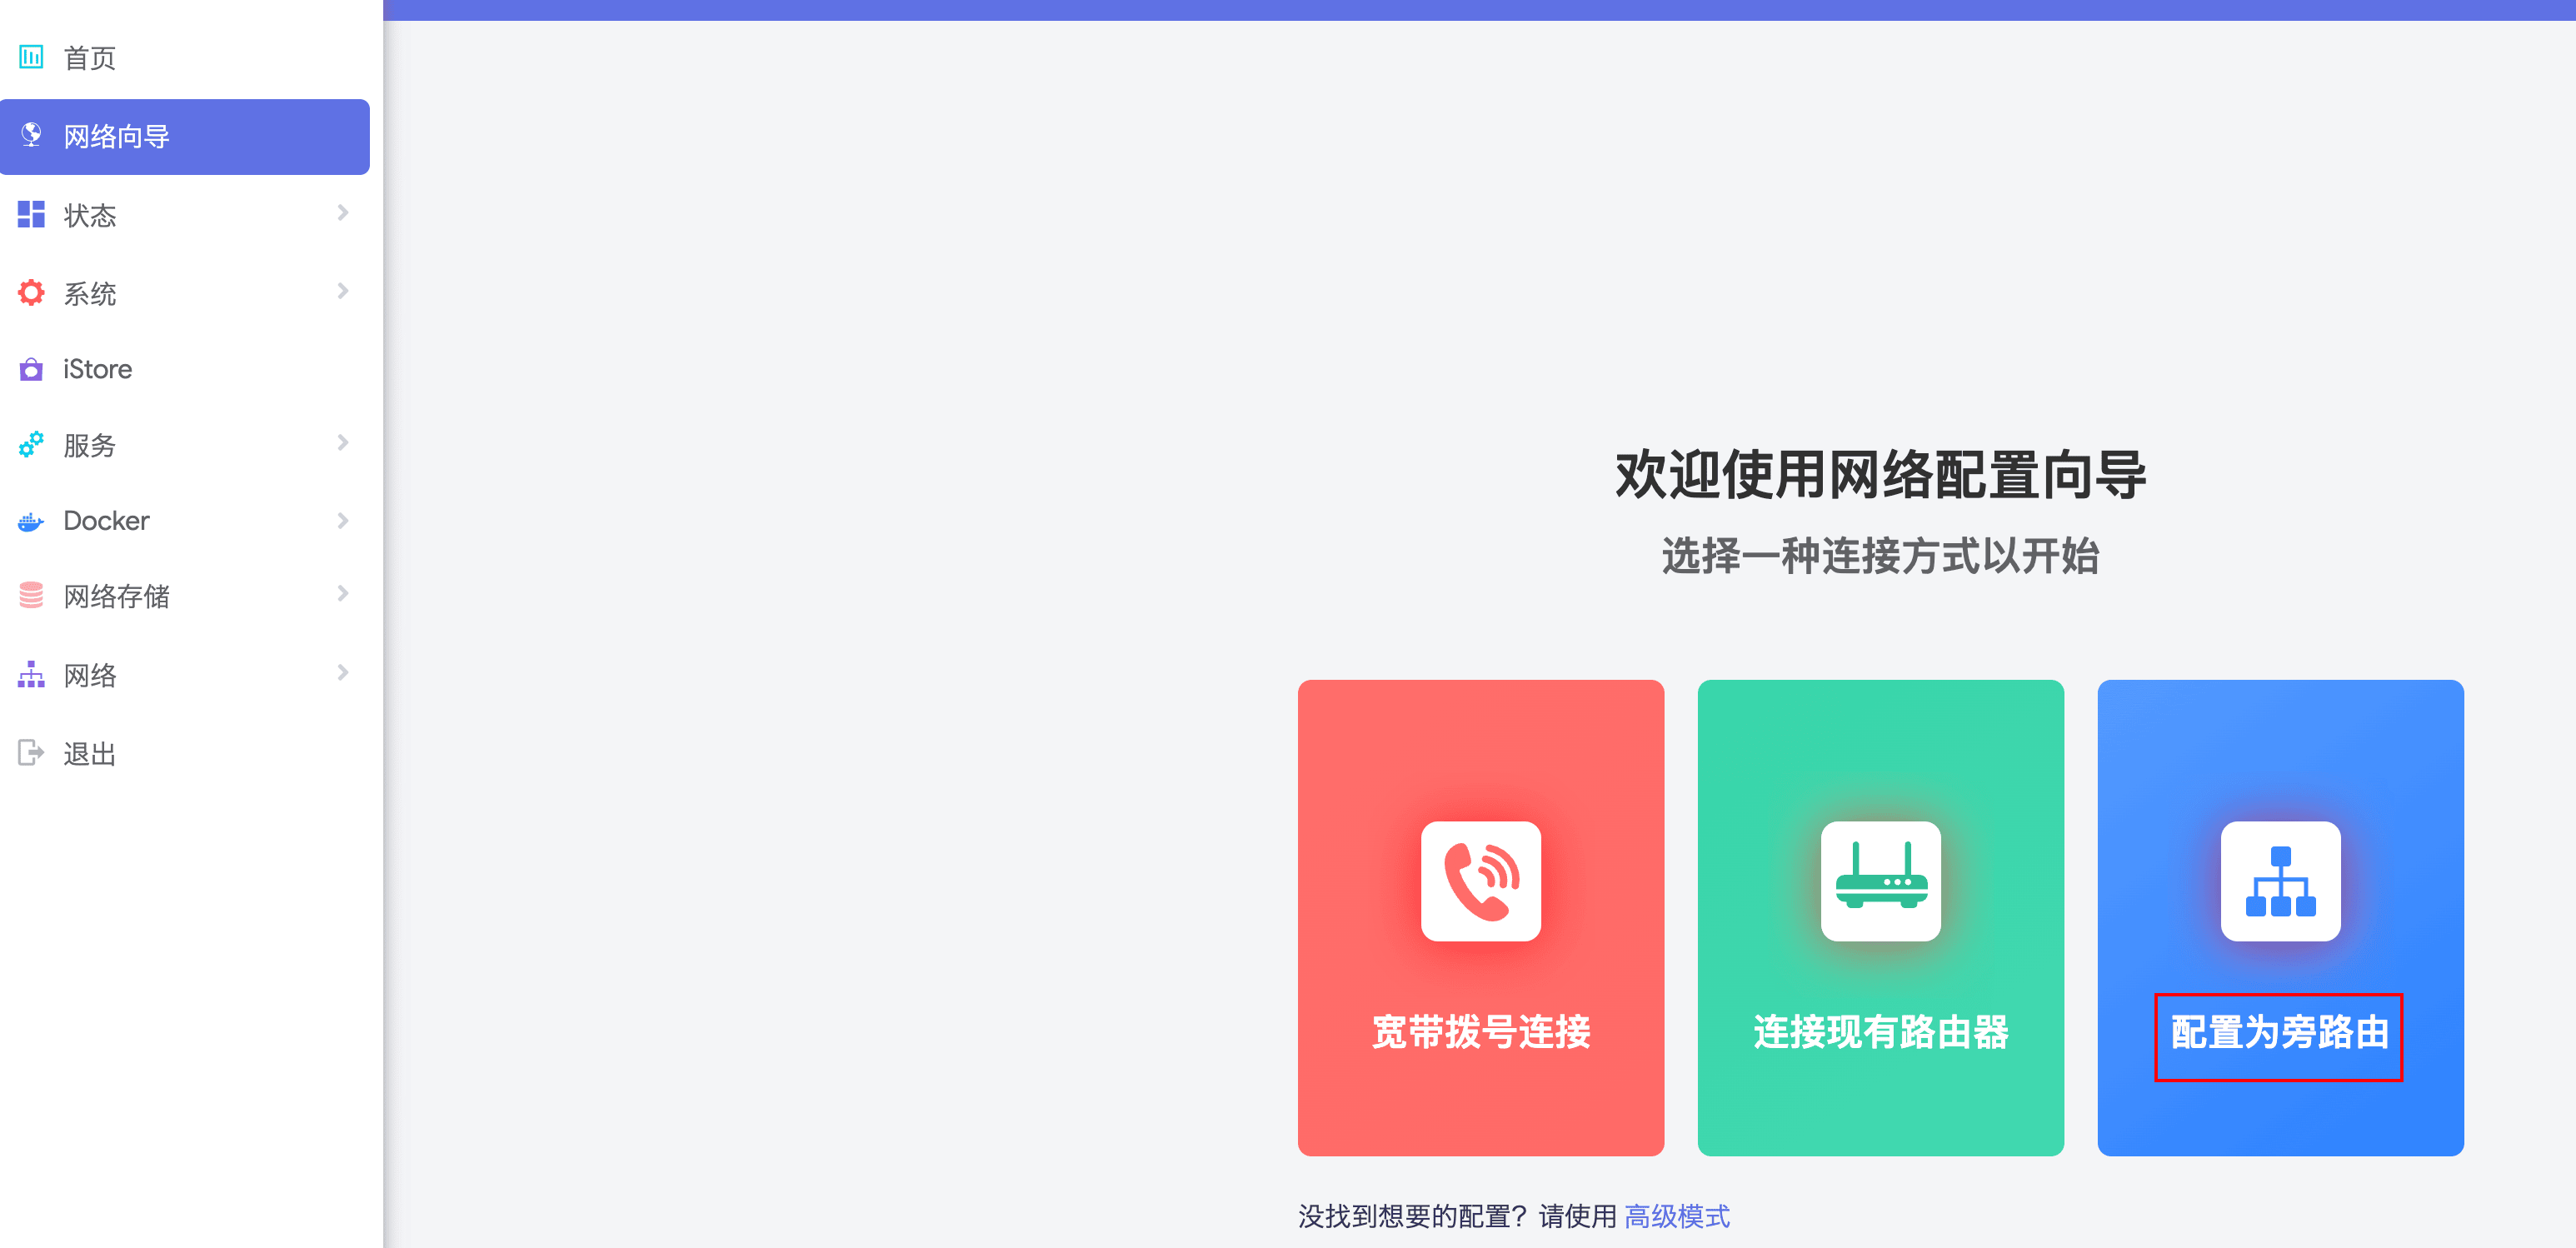 首页
网络向导
状态
系统
iStore
服务
Docker
网络存储
网络
退出
欢迎使用网络配置向导
选择一种连接方式以开始
宽带拨号连接
连接现有路由器
配置为旁路由
没找到想要的配置? 请使用 高级模式